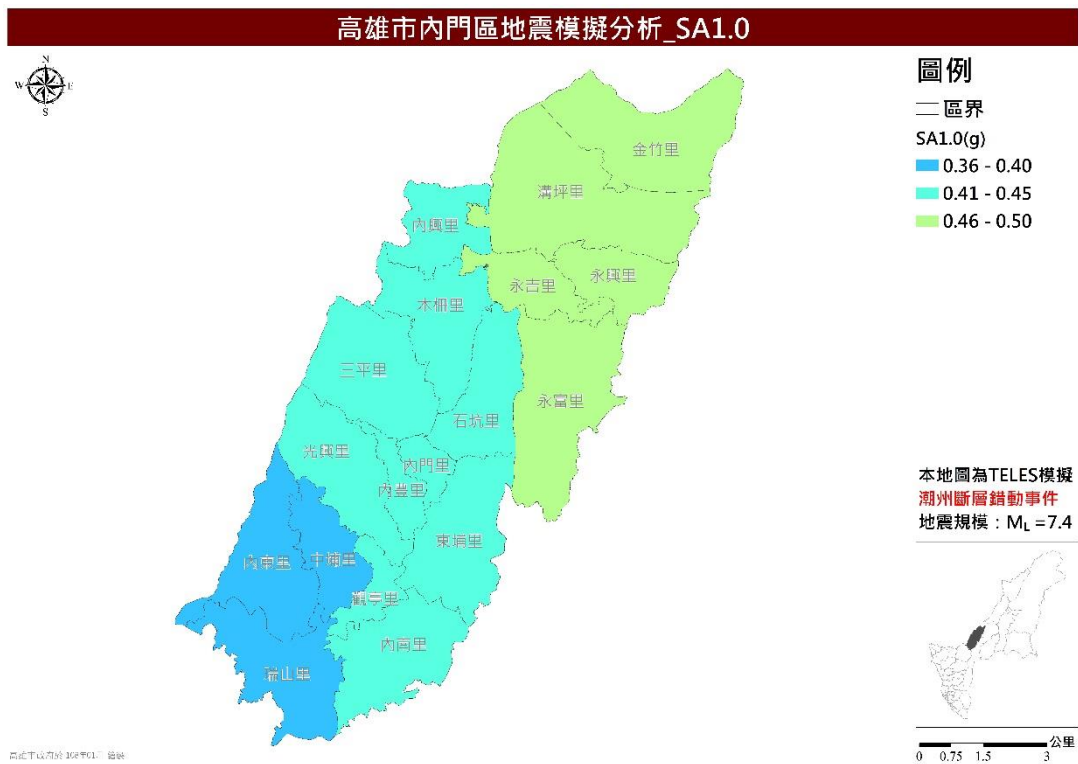 高雄市內門區地震模擬分析_SA1.0
N
W
E
S
圖例
區界
SA1.0(g)
0.36 - 0.40
0.41 - 0.45
0.46 - 0.50
金竹里
溝坪里
內興里
永吉里
永興里
木柵里
三平里
永富里
石坑里
光興里
內門里
內豐里
東埔里
內東里
中埔里
觀亭里
內南里
瑞山里
本地圖為TELES模擬
潮州斷層錯動事件
地震規模：ML =7.4
公里
0 0.75 1.5 3